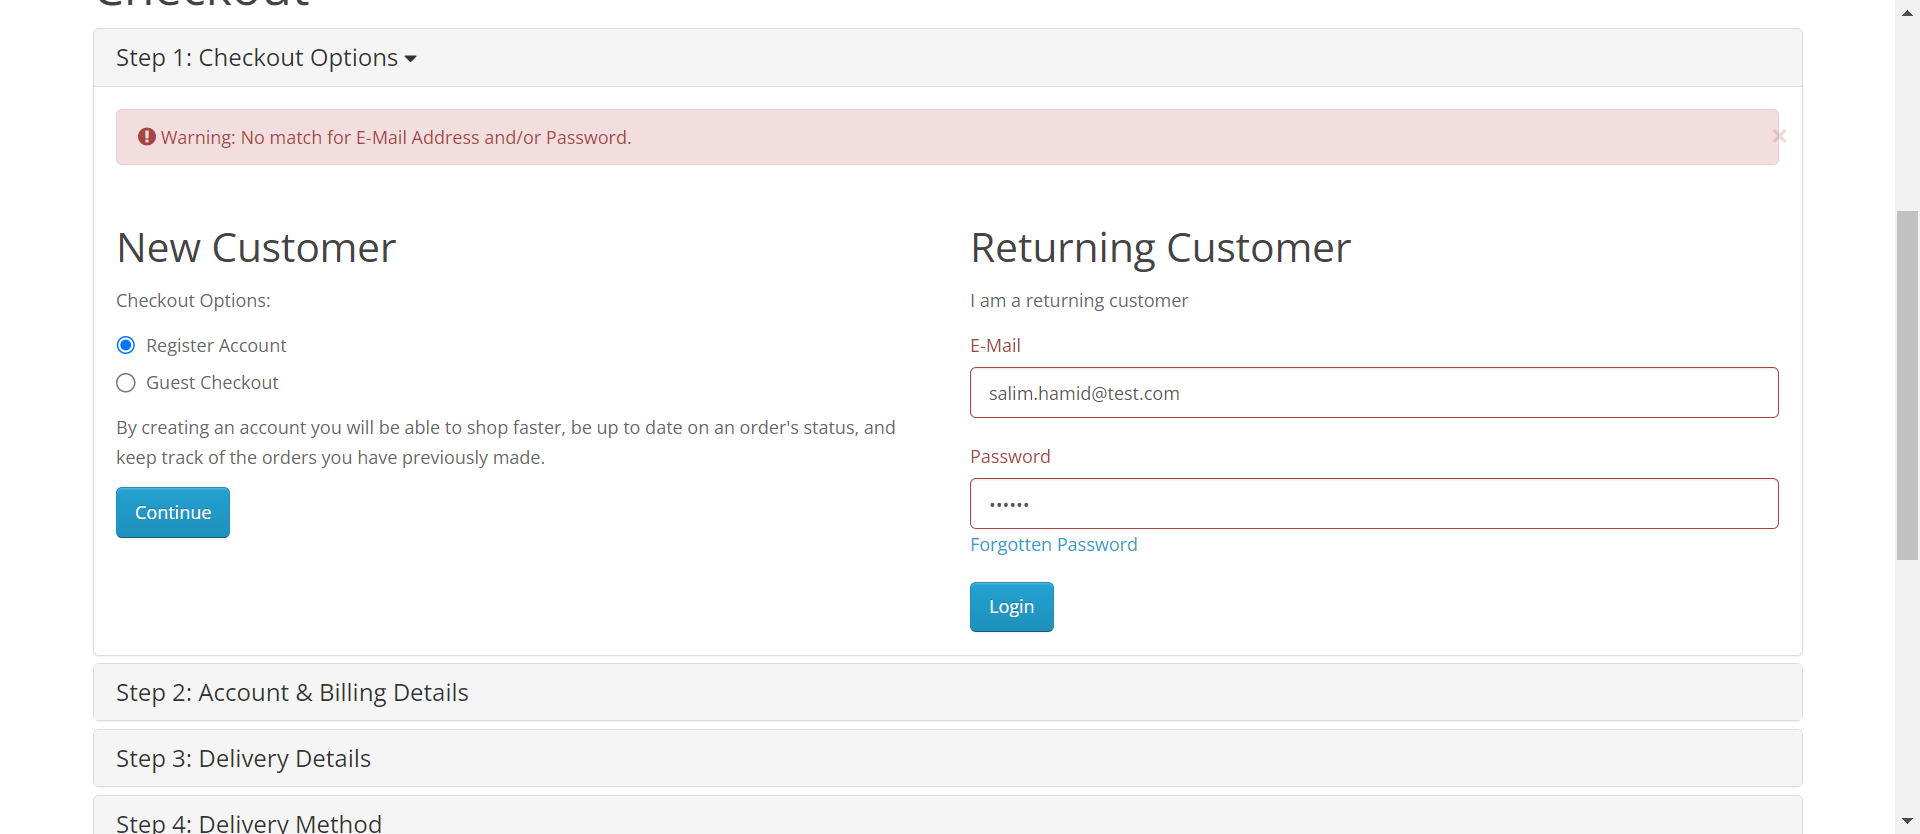 Checkout
Step 1: Checkout Options
Warning: No match for E-Mail Address and/or Password.
×
New Customer
Checkout Options:
Register Account
Guest Checkout
By creating an account you will be able to shop faster, be up to date on an order's status, and
keep track of the orders you have previously made.
Continue
Returning Customer
I am a returning customer
E-Mail
salim.hamid@test.com
Password
••••••
Forgotten Password
Login
Step 2: Account & Billing Details
Step 3: Delivery Details
Step 4: Delivery Method